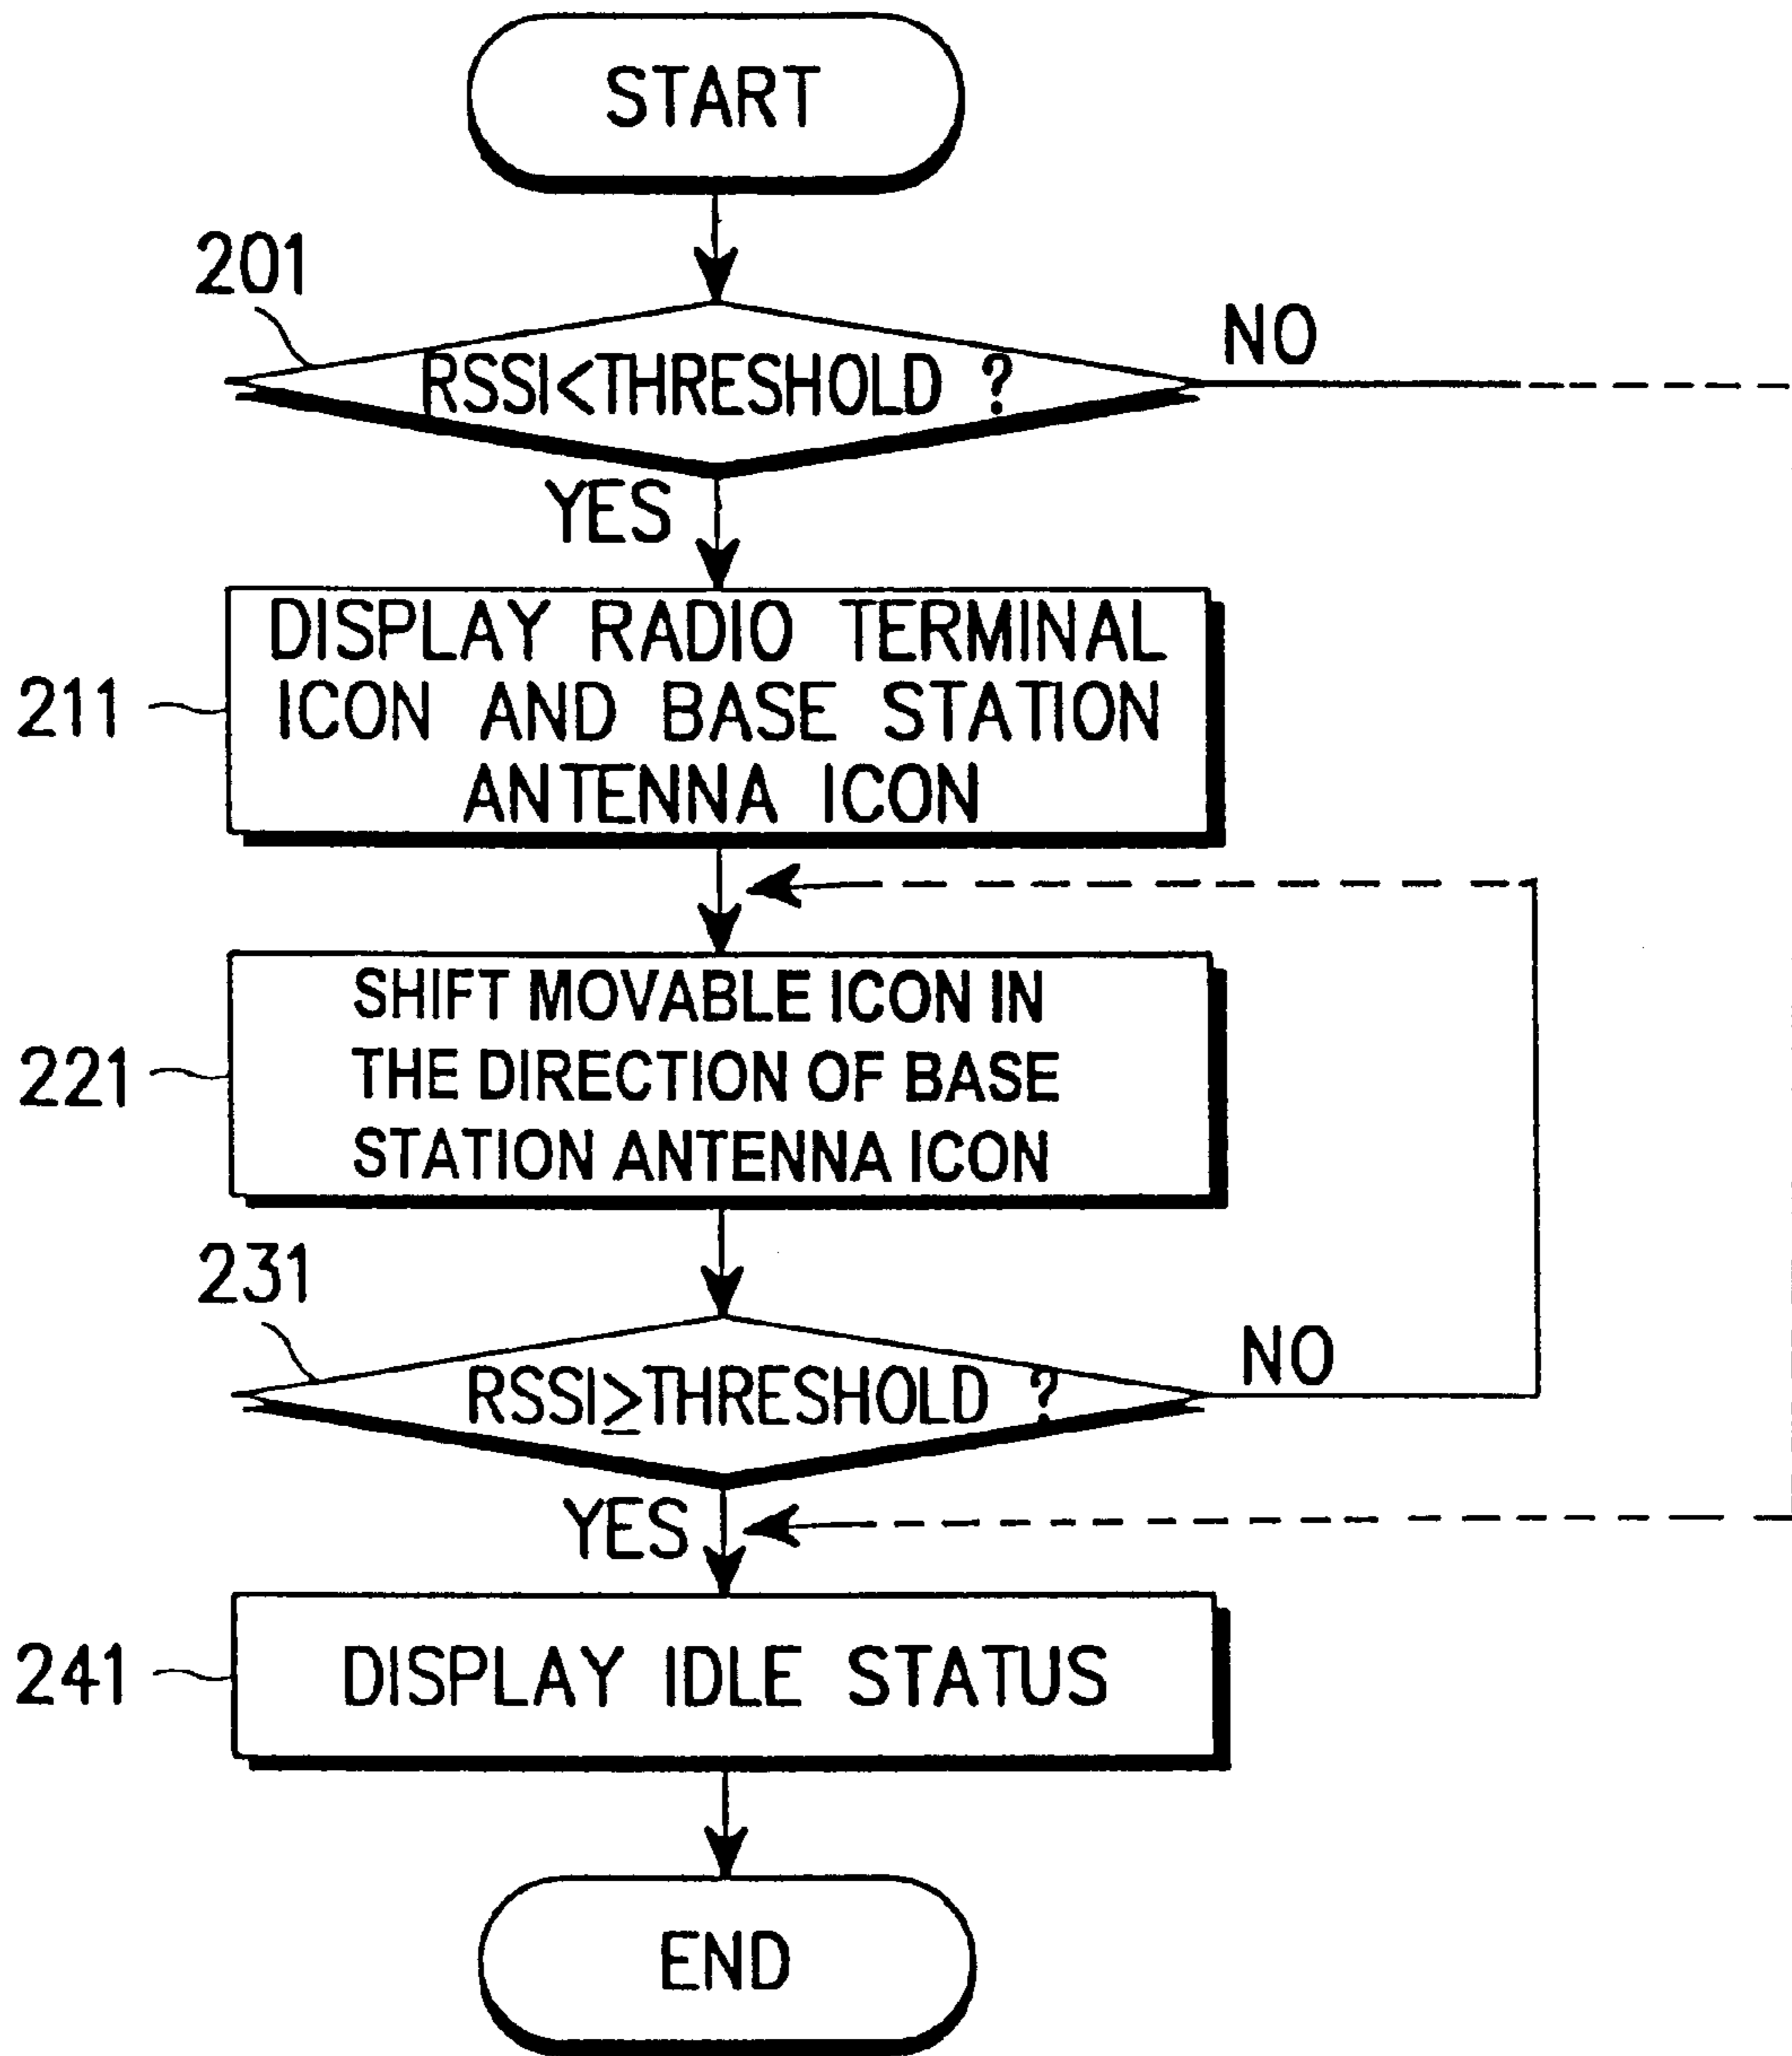 START
201
RSSI<THRESHOLD ?
NO
YES
211
DISPLAY RADIO TERMINAL
ICON AND BASE STATION
ANTENNA ICON
221
SHIFT MOVABLE ICON IN
THE DIRECTION OF BASE
STATION ANTENNA ICON
231
RSSI≥THRESHOLD ?
NO
YES
241
DISPLAY IDLE STATUS
END